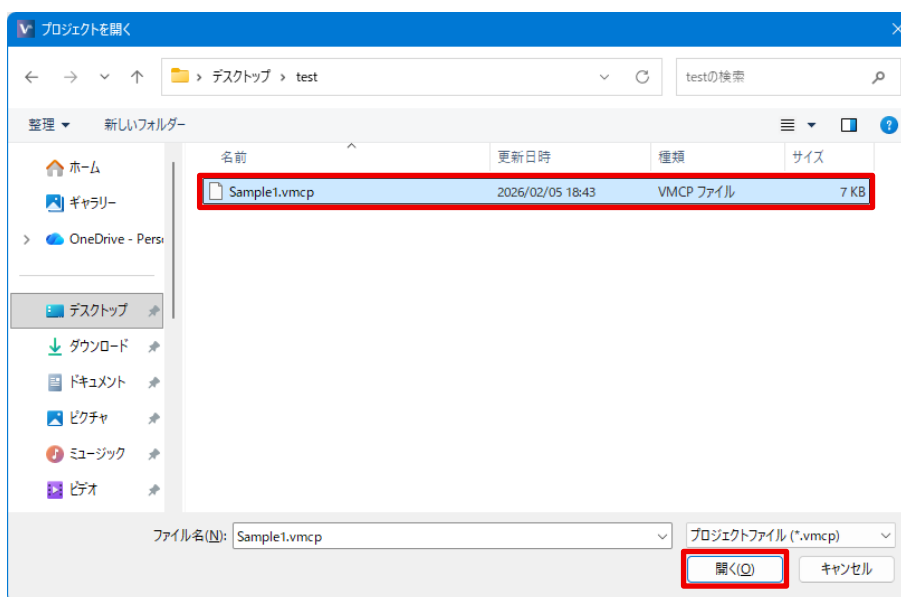 プロジェクトを開く
デスクトップ › test
testの検索
整理
新しいフォルダー
名前 更新日時 種類 サイズ
Sample1.vmcp 2026/02/05 18:43 VMCP ファイル 7 KB
ホーム
ギャラリー
OneDrive - Perso
デスクトップ
ダウンロード
ドキュメント
ピクチャ
ミュージック
ビデオ
ファイル名(N): Sample1.vmcp プロジェクトファイル (*.vmcp)
開く(O) キャンセル